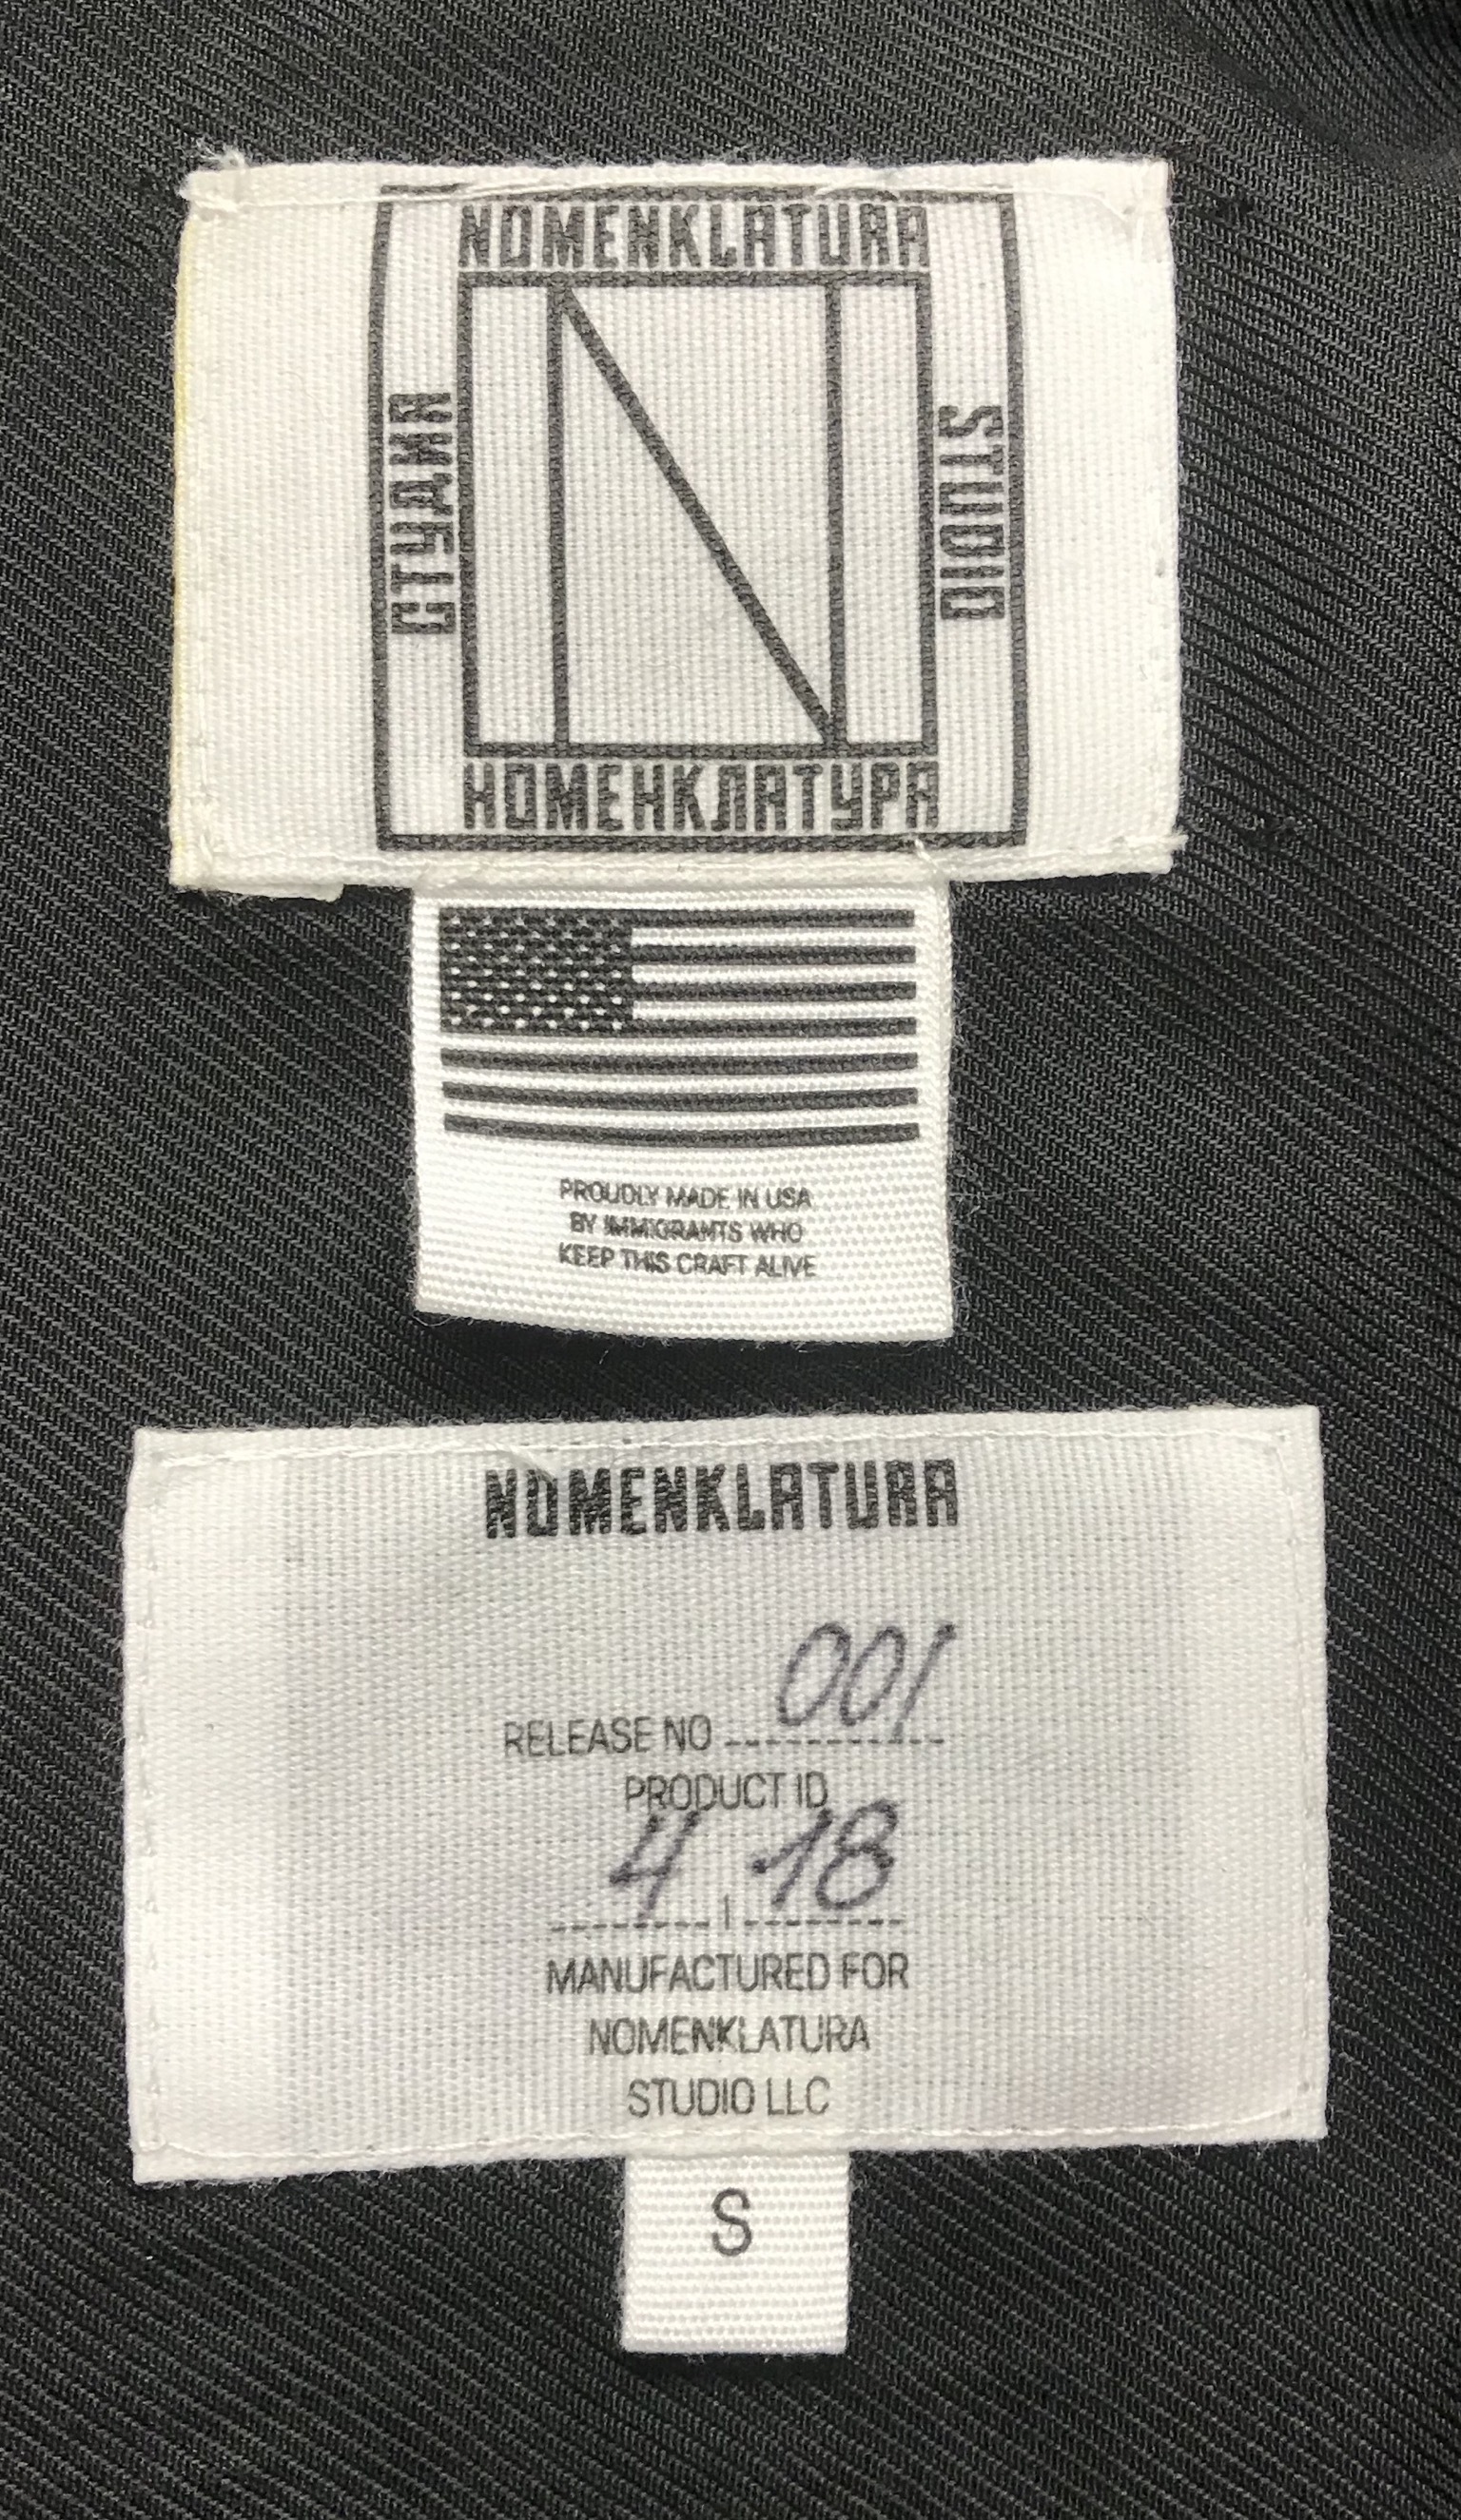 NOMENKLATURA
СТУДИЯ
STUDIO
НОМЕНКЛАТУРА
PROUDLY MADE IN USA
BY IMMIGRANTS WHO
KEEP THIS CRAFT ALIVE
NOMENKLATURA
RELEASE NO 001
PRODUCT ID
4 | 18
MANUFACTURED FOR
NOMENKLATURA
STUDIO LLC
S